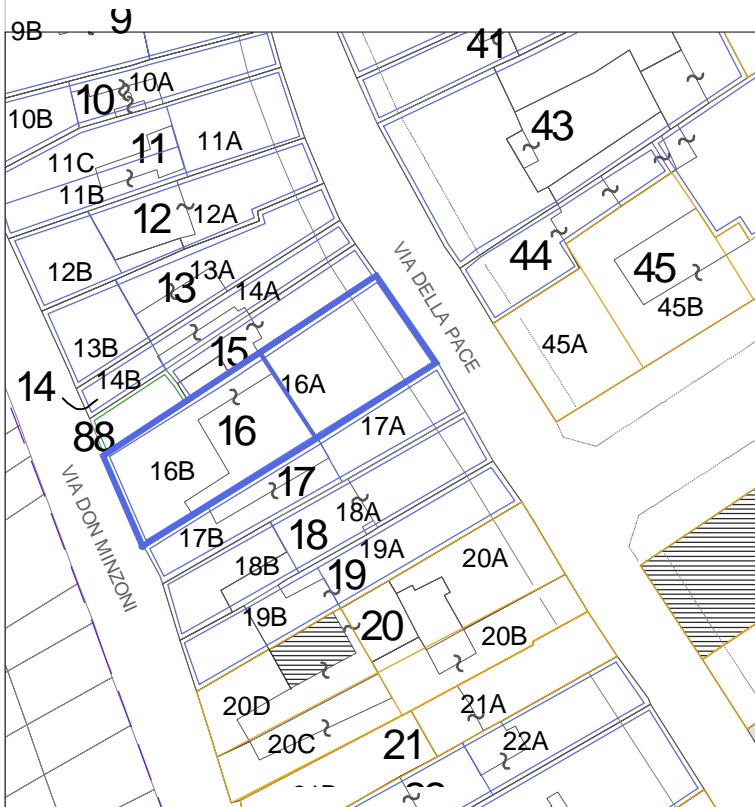 9
9B
41
10A
10
10B
43
11A
11
11C
11B
12
12A
12B
44
13A
13
14A
45
45B
VIA DELLA PACE
13B
45A
15
14
14B
16A
88
16
17A
16B
17
VIA DON MINZONI
17B
18A
18
19A
18B
20A
19
19B
20
20B
20D
21A
20C
21
22A